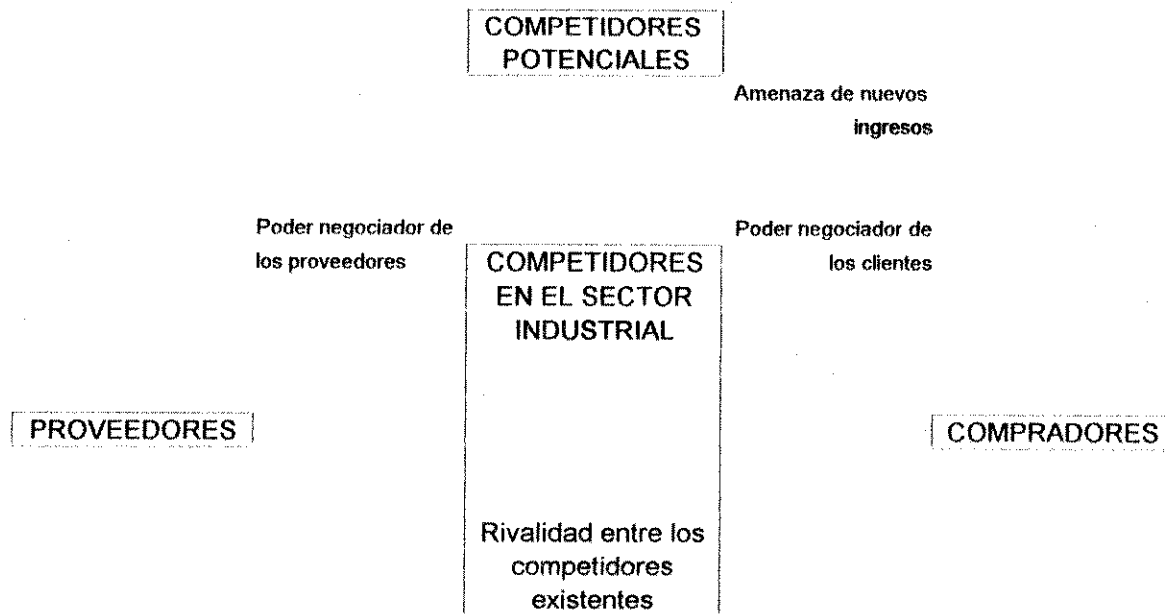 COMPETIDORES
POTENCIALES
Amenaza de nuevos
ingresos
Poder negociador de
los proveedores
Poder negociador de
los clientes
COMPETIDORES
EN EL SECTOR
INDUSTRIAL
PROVEEDORES
COMPRADORES
Rivalidad entre los
competidores
existentes